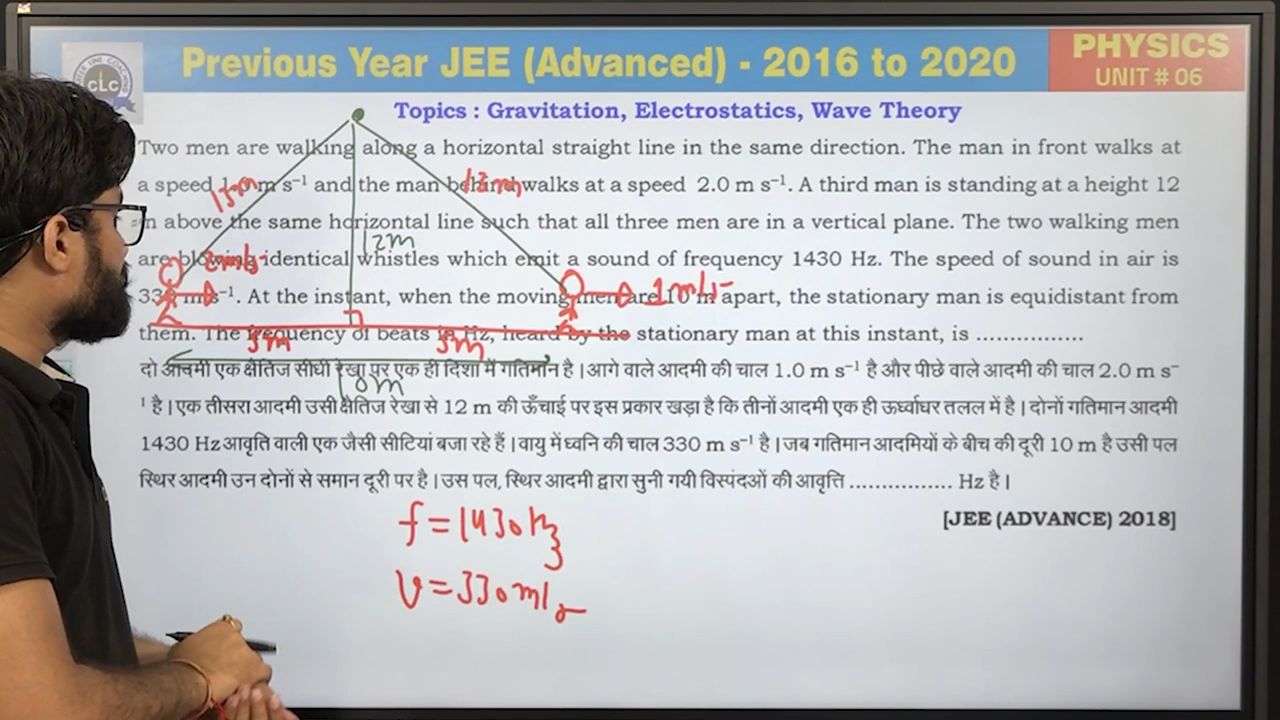 Previous Year JEE (Advanced) - 2016 to 2020
PHYSICS
UNIT # 06
CLC
Topics : Gravitation, Electrostatics, Wave Theory
Two men are walking along a horizontal straight line in the same direction. The man in front walks at
a speed m s⁻¹ and the man behind walks at a speed 2.0 m s⁻¹. A third man is standing at a height 12
m above the same horizontal line such that all three men are in a vertical plane. The two walking men
are blowing identical whistles which emit a sound of frequency 1430 Hz. The speed of sound in air is
m s⁻¹. At the instant, when the moving men are 10 m apart, the stationary man is equidistant from
them. The frequency of beats in Hz, heard by the stationary man at this instant, is ................
दो आदमी एक क्षैतिज सीधी रेखा पर एक ही दिशा में गतिमान है। आगे वाले आदमी की चाल 1.0 m s⁻¹ है और पीछे वाले आदमी की चाल 2.0 m s⁻
¹ है। एक तीसरा आदमी उसी क्षैतिज रेखा से 12 m की ऊँचाई पर इस प्रकार खड़ा है कि तीनों आदमी एक ही ऊर्ध्वाधर तलल में है। दोनों गतिमान आदमी
1430 Hz आवृति वाली एक जैसी सीटियां बजा रहे हैं। वायु में ध्वनि की चाल 330 m s⁻¹ है। जब गतिमान आदमियों के बीच की दूरी 10 m है उसी पल
स्थिर आदमी उन दोनों से समान दूरी पर है। उस पल, स्थिर आदमी द्वारा सुनी गयी विस्पंदओं की आवृत्ति ................ Hz है।
[JEE (ADVANCE) 2018]
13m
13m
12m
2m/s
1m/s
5m
5m
10m
f = 1430Hz
V = 330m/s